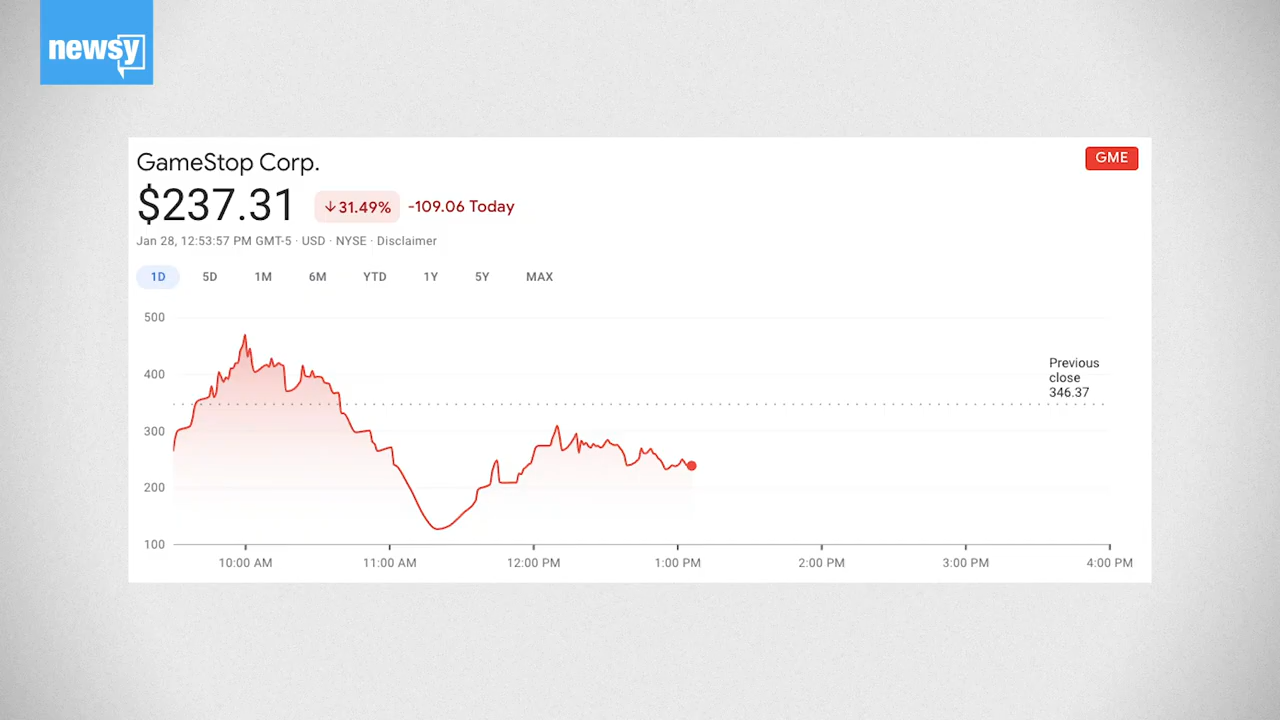 newsy
GameStop Corp.
GME
$237.31 ↓31.49% -109.06 Today
Jan 28, 12:53:57 PM GMT-5 · USD · NYSE · Disclaimer
1D 5D 1M 6M YTD 1Y 5Y MAX
500
400
300
200
100
Previous
close
346.37
10:00 AM 11:00 AM 12:00 PM 1:00 PM 2:00 PM 3:00 PM 4:00 PM